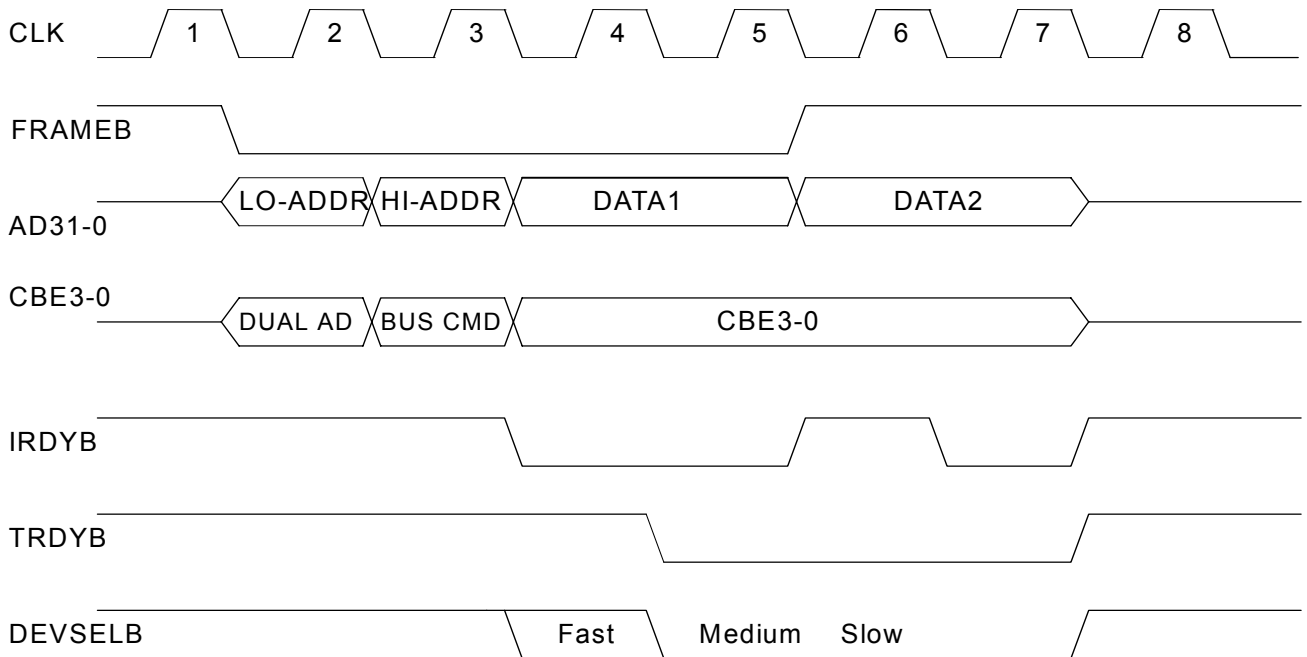 CLK 1 2 3 4 5 6 7 8
FRAMEB
LO-ADDR HI-ADDR DATA1 DATA2
AD31-0
CBE3-0
DUAL AD BUS CMD CBE3-0
IRDYB
TRDYB
DEVSELB Fast Medium Slow